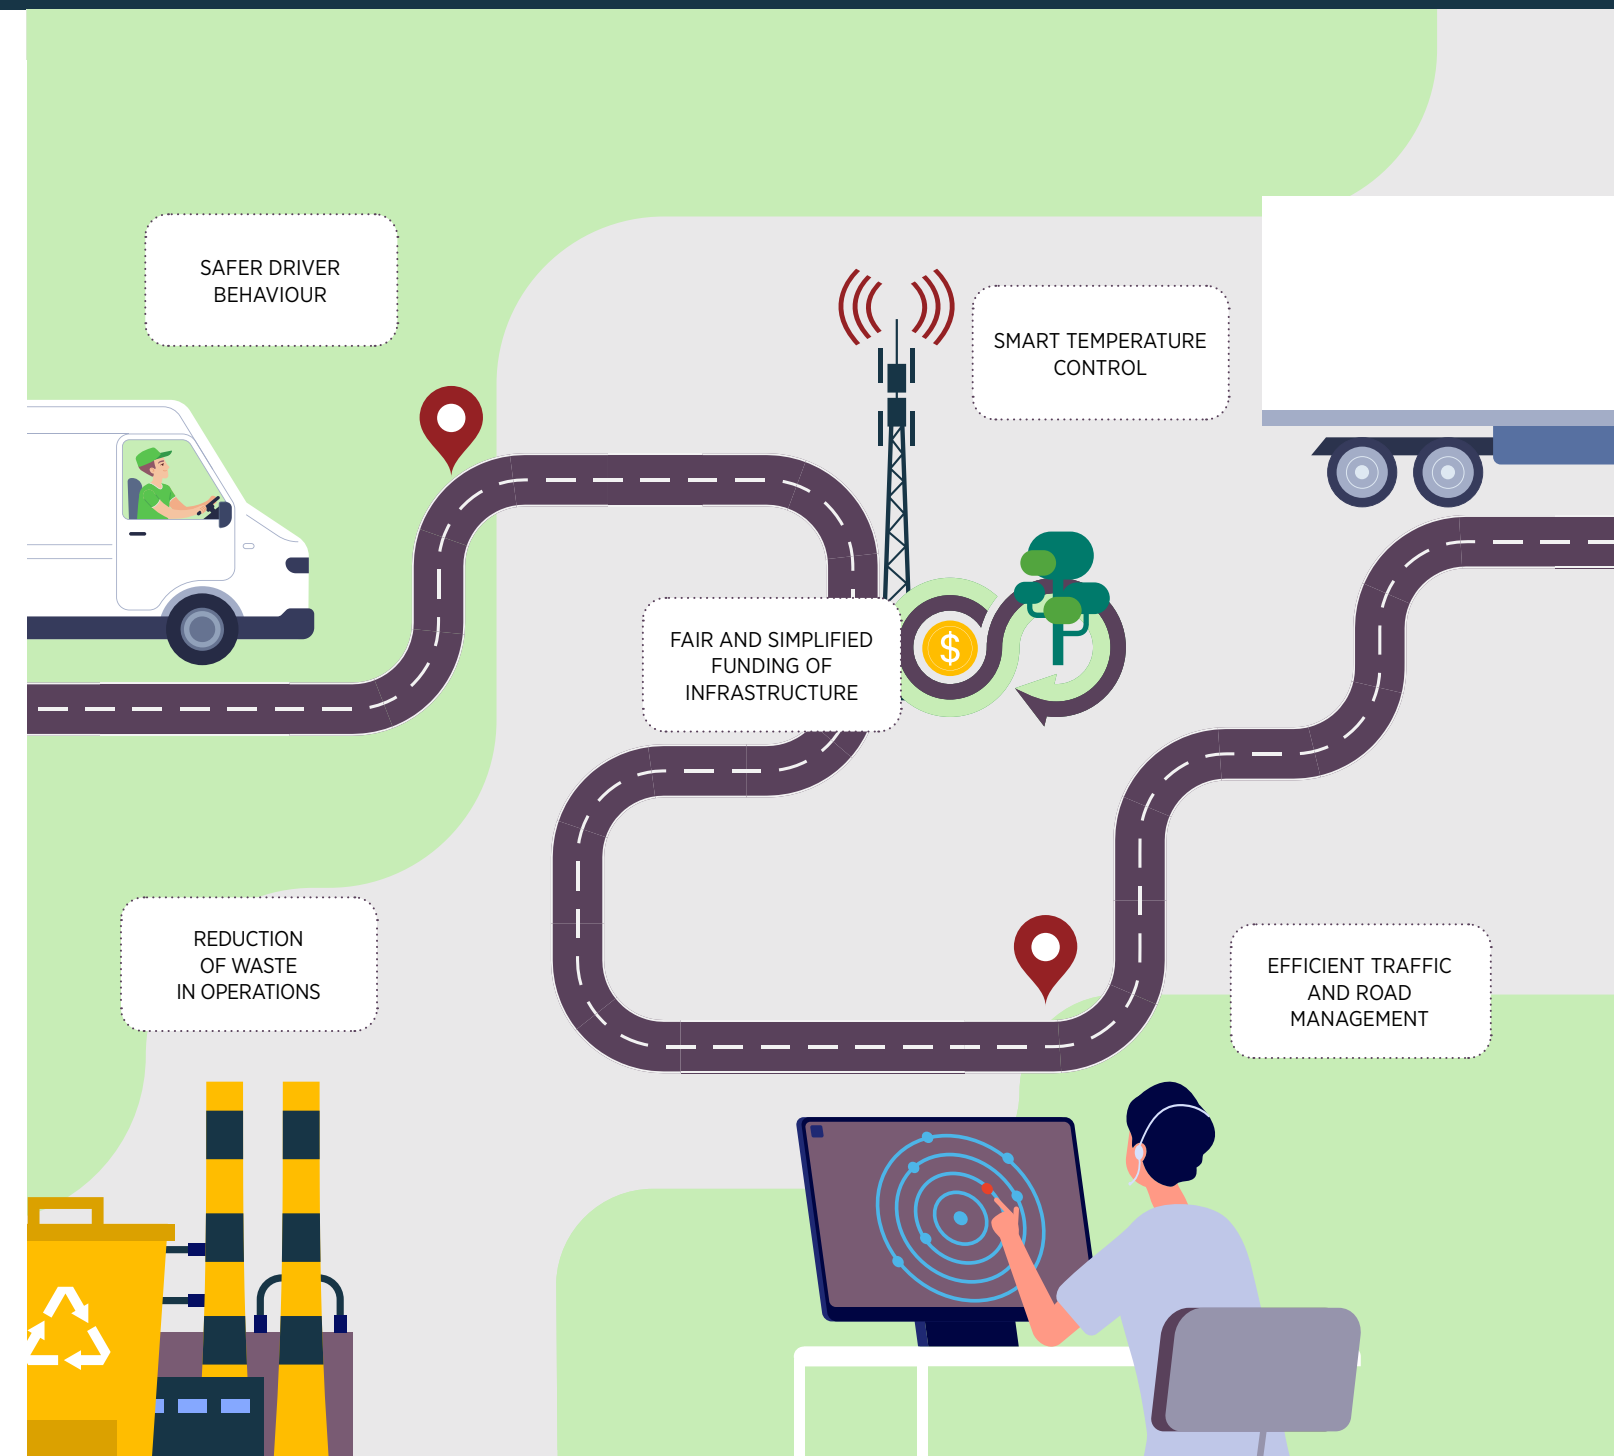 SAFER DRIVER
BEHAVIOUR
SMART TEMPERATURE
CONTROL
FAIR AND SIMPLIFIED
FUNDING OF
INFRASTRUCTURE
$
REDUCTION
OF WASTE
IN OPERATIONS
EFFICIENT TRAFFIC
AND ROAD
MANAGEMENT